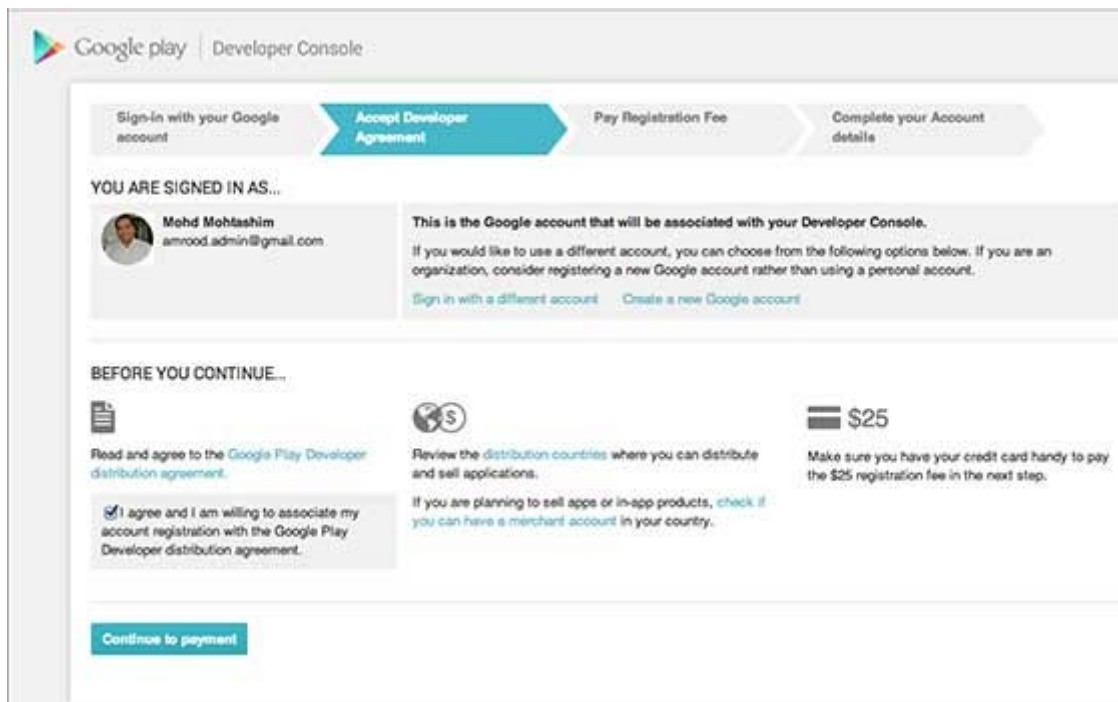 Google play | Developer Console
Sign-in with your Google
account
Accept Developer
Agreement
Pay Registration Fee
Complete your Account
details
YOU ARE SIGNED IN AS...
Mohd Mohtashim
amrood.admin@gmail.com
This is the Google account that will be associated with your Developer Console.
If you would like to use a different account, you can choose from the following options below. If you are an
organization, consider registering a new Google account rather than using a personal account.
Sign in with a different account
Create a new Google account
BEFORE YOU CONTINUE...
Read and agree to the Google Play Developer
distribution agreement.
I agree and I am willing to associate my
account registration with the Google Play
Developer distribution agreement.
$
Review the distribution countries where you can distribute
and sell applications.
If you are planning to sell apps or in-app products, check if
you can have a merchant account in your country.
$25
Make sure you have your credit card handy to pay
the $25 registration fee in the next step.
Continue to payment